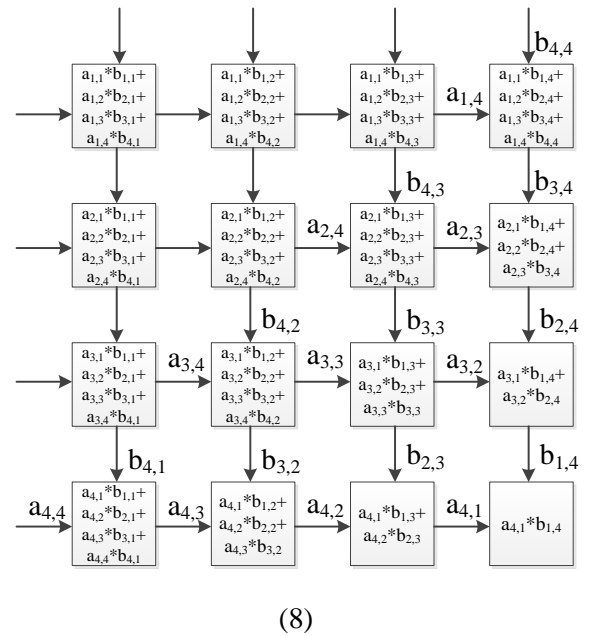 b4,4
a1,1*b1,1+
a1,2*b2,1+
a1,3*b3,1+
a1,4*b4,1
a1,1*b1,2+
a1,2*b2,2+
a1,3*b3,2+
a1,4*b4,2
a1,1*b1,3+
a1,2*b2,3+
a1,3*b3,3+
a1,4*b4,3
a1,4
a1,1*b1,4+
a1,2*b2,4+
a1,3*b3,4+
a1,4*b4,4
b4,3
b3,4
a2,1*b1,1+
a2,2*b2,1+
a2,3*b3,1+
a2,4*b4,1
a2,1*b1,2+
a2,2*b2,2+
a2,3*b3,2+
a2,4*b4,2
a2,4
a2,1*b1,3+
a2,2*b2,3+
a2,3*b3,3+
a2,4*b4,3
a2,3
a2,1*b1,4+
a2,2*b2,4+
a2,3*b3,4
b4,2
b3,3
b2,4
a3,1*b1,1+
a3,2*b2,1+
a3,3*b3,1+
a3,4*b4,1
a3,4
a3,1*b1,2+
a3,2*b2,2+
a3,3*b3,2+
a3,4*b4,2
a3,3
a3,1*b1,3+
a3,2*b2,3+
a3,3*b3,3
a3,2
a3,1*b1,4+
a3,2*b2,4
b4,1
b3,2
b2,3
b1,4
a4,4
a4,1*b1,1+
a4,2*b2,1+
a4,3*b3,1+
a4,4*b4,1
a4,3
a4,1*b1,2+
a4,2*b2,2+
a4,3*b3,2
a4,2
a4,1*b1,3+
a4,2*b2,3
a4,1
a4,1*b1,4
(8)